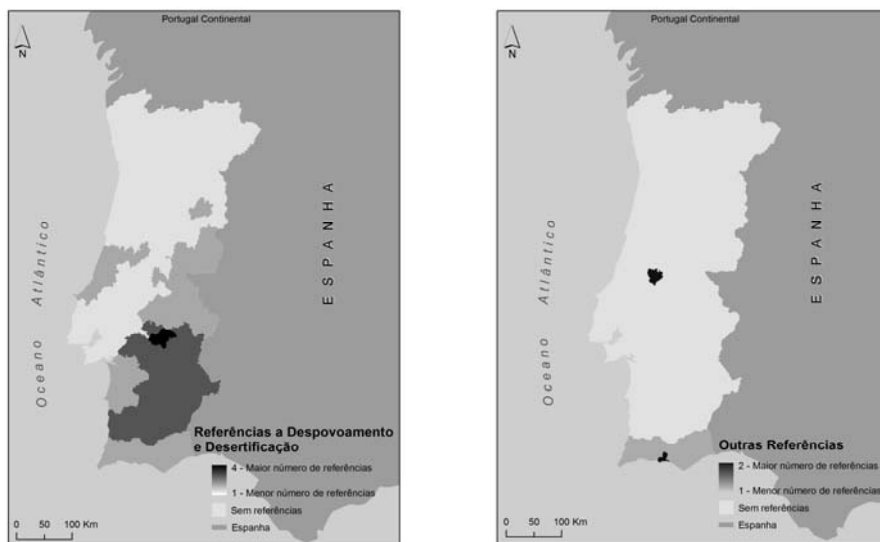 Portugal Continental
N
Oceano Atlântico
ESPANHA
Referências a Despovoamento
e Desertificação
4 - Maior número de referências
1 - Menor número de referências
Sem referências
Espanha
0 50 100 Km
Portugal Continental
N
Oceano Atlântico
ESPANHA
Outras Referências
2 - Maior número de referências
1 - Menor número de referências
Sem referências
Espanha
0 50 100 Km